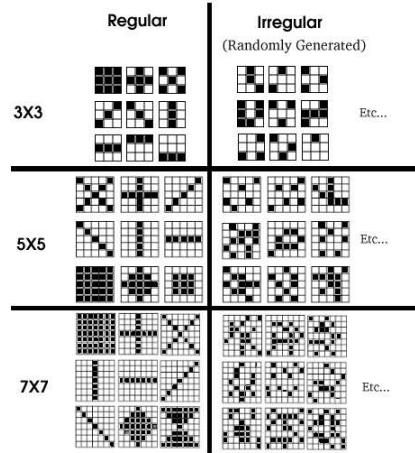 Regular
Irregular
(Randomly Generated)
3X3
Etc...
5X5
Etc...
7X7
Etc...